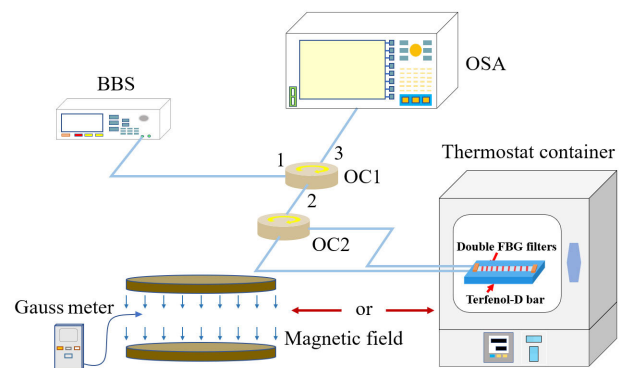 BBS
OSA
1
3
OC1
2
OC2
Thermostat container
Double FBG filters
Terfenol-D bar
Gauss meter
or
Magnetic field